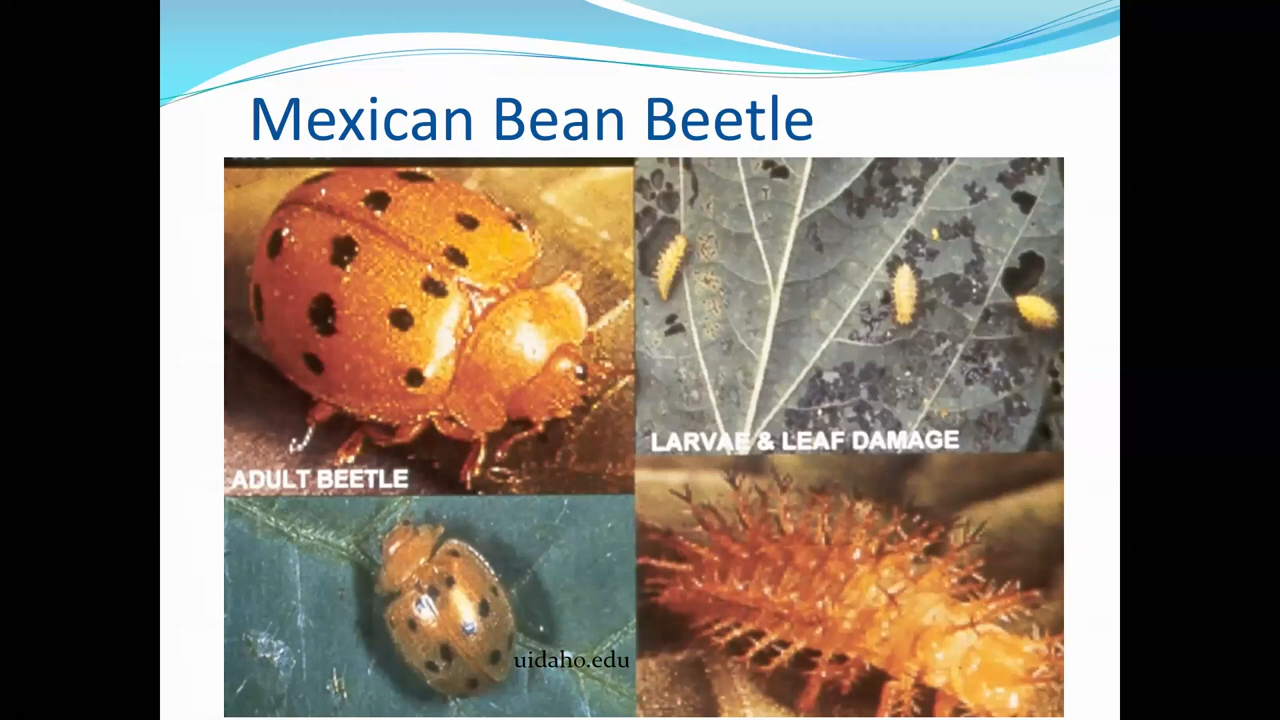 Mexican Bean Beetle
ADULT BEETLE
LARVAE & LEAF DAMAGE
uidaho.edu